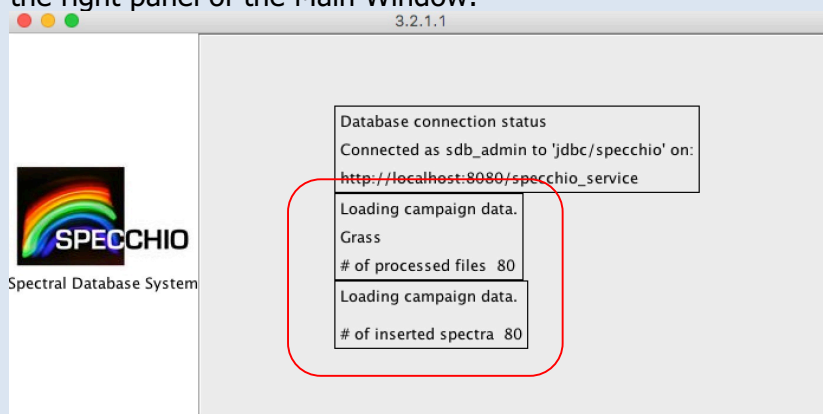 the right panel of the Main Window.
3.2.1.1
Database connection status
Connected as sdb_admin to 'jdbc/specchio' on:
http://localhost:8080/specchio_service
Loading campaign data.
Grass
# of processed files 80
Loading campaign data.
# of inserted spectra 80
SPECCHIO
Spectral Database System